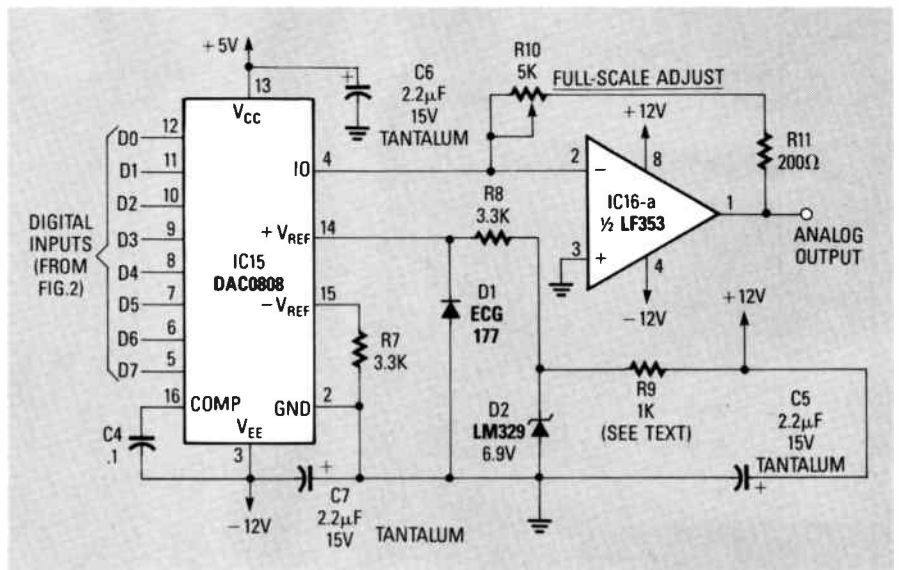 +5V
13
VCC
C6
2.2μF
15V
TANTALUM
R10
5K
FULL-SCALE ADJUST
+12V
8
R11
200Ω
DIGITAL
INPUTS
(FROM
FIG.2)
D0
12
D1
11
D2
10
D3
9
D4
8
D5
7
D6
6
D7
5
IO
4
+VREF
14
IC15
DAC0808
-VREF
15
16
COMP
GND
2
VEE
3
R8
3.3K
2
-
IC16-a
½ LF353
1
3
+
4
-12V
ANALOG
OUTPUT
D1
ECG
177
R7
3.3K
+12V
R9
1K
(SEE TEXT)
D2
LM329
6.9V
C5
2.2μF
15V
TANTALUM
+
C4
.1
-12V
+
C7
2.2μF
15V
TANTALUM
+